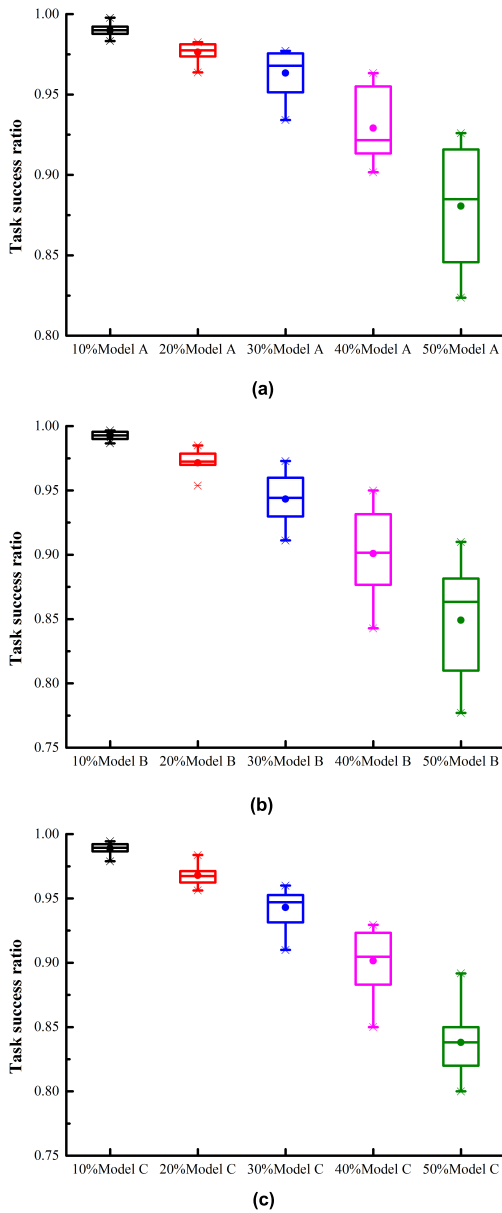 1.00
0.95
0.90
0.85
0.80
Task success ratio
10%Model A 20%Model A 30%Model A 40%Model A 50%Model A
(a)
1.00
0.95
0.90
0.85
0.80
0.75
Task success ratio
10%Model B 20%Model B 30%Model B 40%Model B 50%Model B
(b)
1.00
0.95
0.90
0.85
0.80
0.75
Task success ratio
10%Model C 20%Model C 30%Model C 40%Model C 50%Model C
(c)